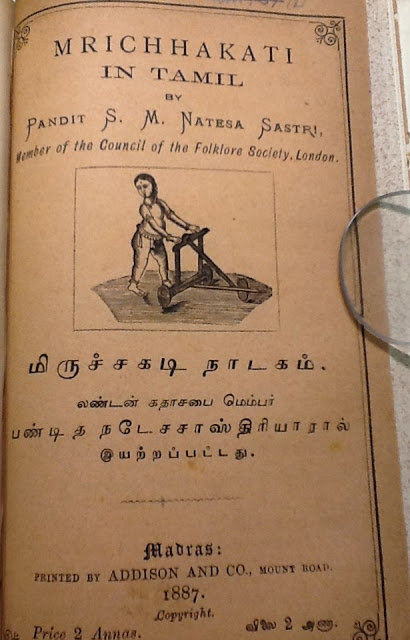 MRICHHAKATI
IN TAMIL
BY
PANDIT S. M. NATESA SASTRI,
Member of the Council of the Folklore Society, London.
மிருச்சகடி நாடகம்.
லண்டன் கதாசபை மெம்பர்
பண்டித நடேசசாஸ்திரியாரால்
இயற்றப்பட்டது.
Madras:
PRINTED BY ADDISON AND CO., MOUNT ROAD.
1887.
Copyright.
Price 2 Annas. விலை 2 அணா.